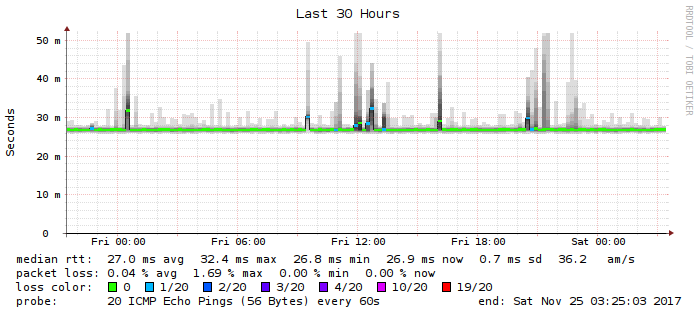 Last 30 Hours
RRDTOOL / TOBI OETIKER
Seconds
50 m
40 m
30 m
20 m
10 m
0
Fri 00:00 Fri 06:00 Fri 12:00 Fri 18:00 Sat 00:00
median rtt: 27.0 ms avg 32.4 ms max 26.8 ms min 26.9 ms now 0.7 ms sd 36.2 am/s
packet loss: 0.04 % avg 1.69 % max 0.00 % min 0.00 % now
loss color: 0 1/20 2/20 3/20 4/20 10/20 19/20
probe: 20 ICMP Echo Pings (56 Bytes) every 60s end: Sat Nov 25 03:25:03 2017